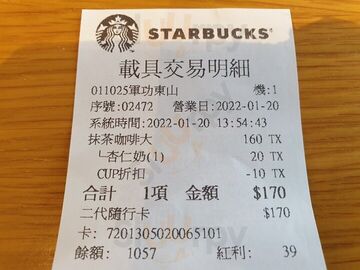 STARBUCKS
載具交易明細
011025軍功東山 機:1
序號:02472 營業日:2022-01-20
系統時間:2022-01-20 13:54:43
抹茶咖啡大 160 TX
└杏仁奶(1) 20 TX
CUP折扣 -10 TX
合計 1項 金額 $170
二代隨行卡 $170
卡: 7201305020065101
餘額: 1057 紅利: 39